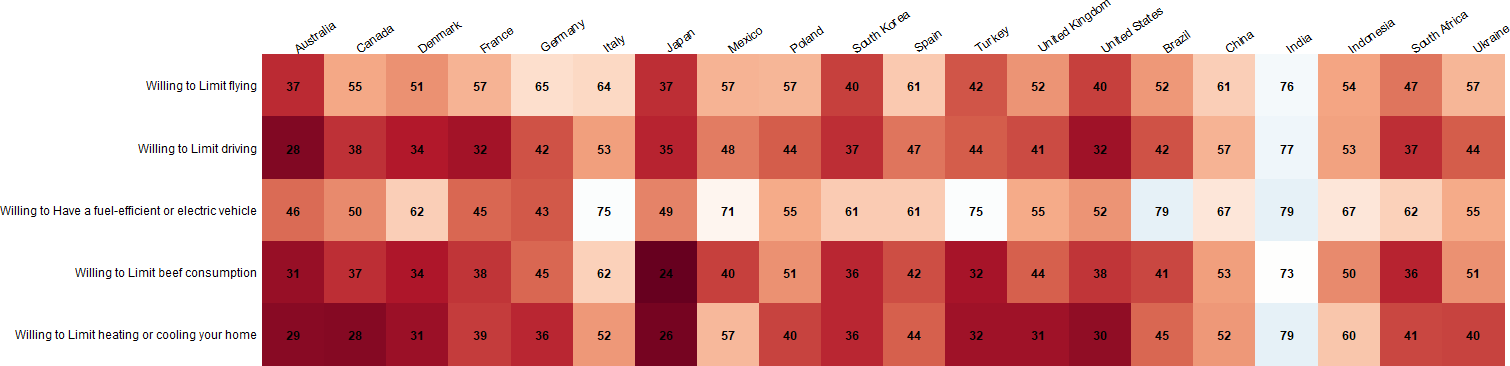 Australia Canada Denmark France Germany Italy Japan Mexico Poland South Korea Spain Turkey United Kingdom United States Brazil China India Indonesia South Africa Ukraine
Willing to Limit flying 37 55 51 57 65 64 37 57 57 40 61 42 52 40 52 61 76 54 47 57
Willing to Limit driving 28 38 34 32 42 53 35 48 44 37 47 44 41 32 42 57 77 53 37 44
Willing to Have a fuel-efficient or electric vehicle 46 50 62 45 43 75 49 71 55 61 61 75 55 52 79 67 79 67 62 55
Willing to Limit beef consumption 31 37 34 38 45 62 24 40 51 36 42 32 44 38 41 53 73 50 36 51
Willing to Limit heating or cooling your home 29 28 31 39 36 52 26 57 40 36 44 32 31 30 45 52 79 60 41 40